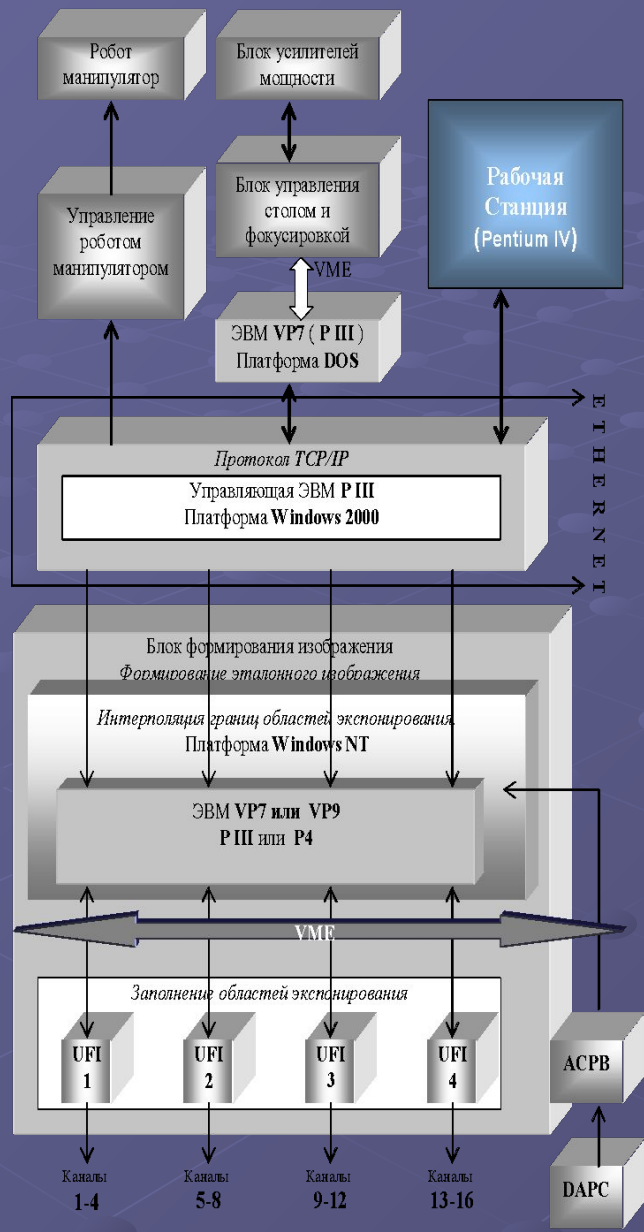 Робот
манипулятор
Блок усилителей
мощности
Управление
роботом
манипулятором
Блок управления
столом и
фокусировкой
Рабочая
Станция
(Pentium IV)
VME
ЭВМ VP7 ( P III )
Платформа DOS
ETHERNET
Протокол TCP/IP
Управляющая ЭВМ P III
Платформа Windows 2000
Блок формирования изображения
Формирование эталонного изображения
Интерполяция границ областей экспонирования
Платформа Windows NT
ЭВМ VP7 или VP9
P III или P4
VME
Заполнение областей экспонирования
UFI
1
UFI
2
UFI
3
UFI
4
ACPB
DAPC
Каналы
1-4
Каналы
5-8
Каналы
9-12
Каналы
13-16